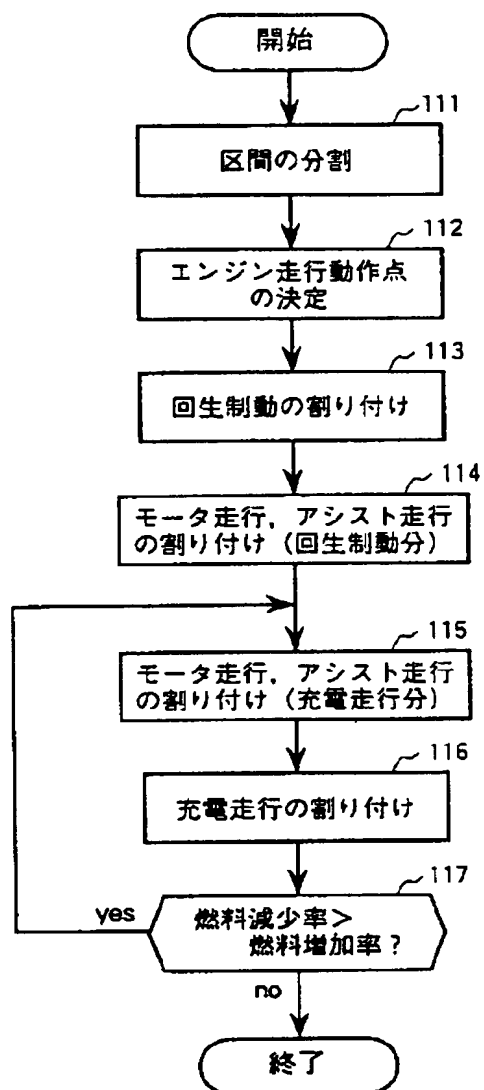 開始
111
区間の分割
112
エンジン走行動作点
の決定
113
回生制動の割り付け
114
モータ走行，アシスト走行
の割り付け（回生制動分）
115
モータ走行，アシスト走行
の割り付け（充電走行分）
116
充電走行の割り付け
117
燃料減少率＞
燃料増加率？
yes
no
終了